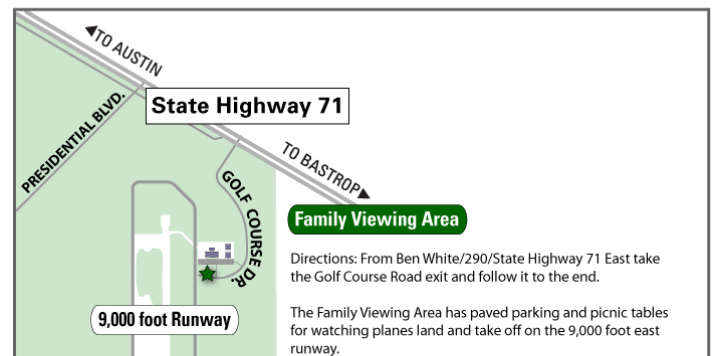 TO AUSTIN
State Highway 71
PRESIDENTIAL BLVD.
TO BASTROP
GOLF COURSE DR.
Family Viewing Area
Directions: From Ben White/290/State Highway 71 East take
the Golf Course Road exit and follow it to the end.
9,000 foot Runway
The Family Viewing Area has paved parking and picnic tables
for watching planes land and take off on the 9,000 foot east
runway.